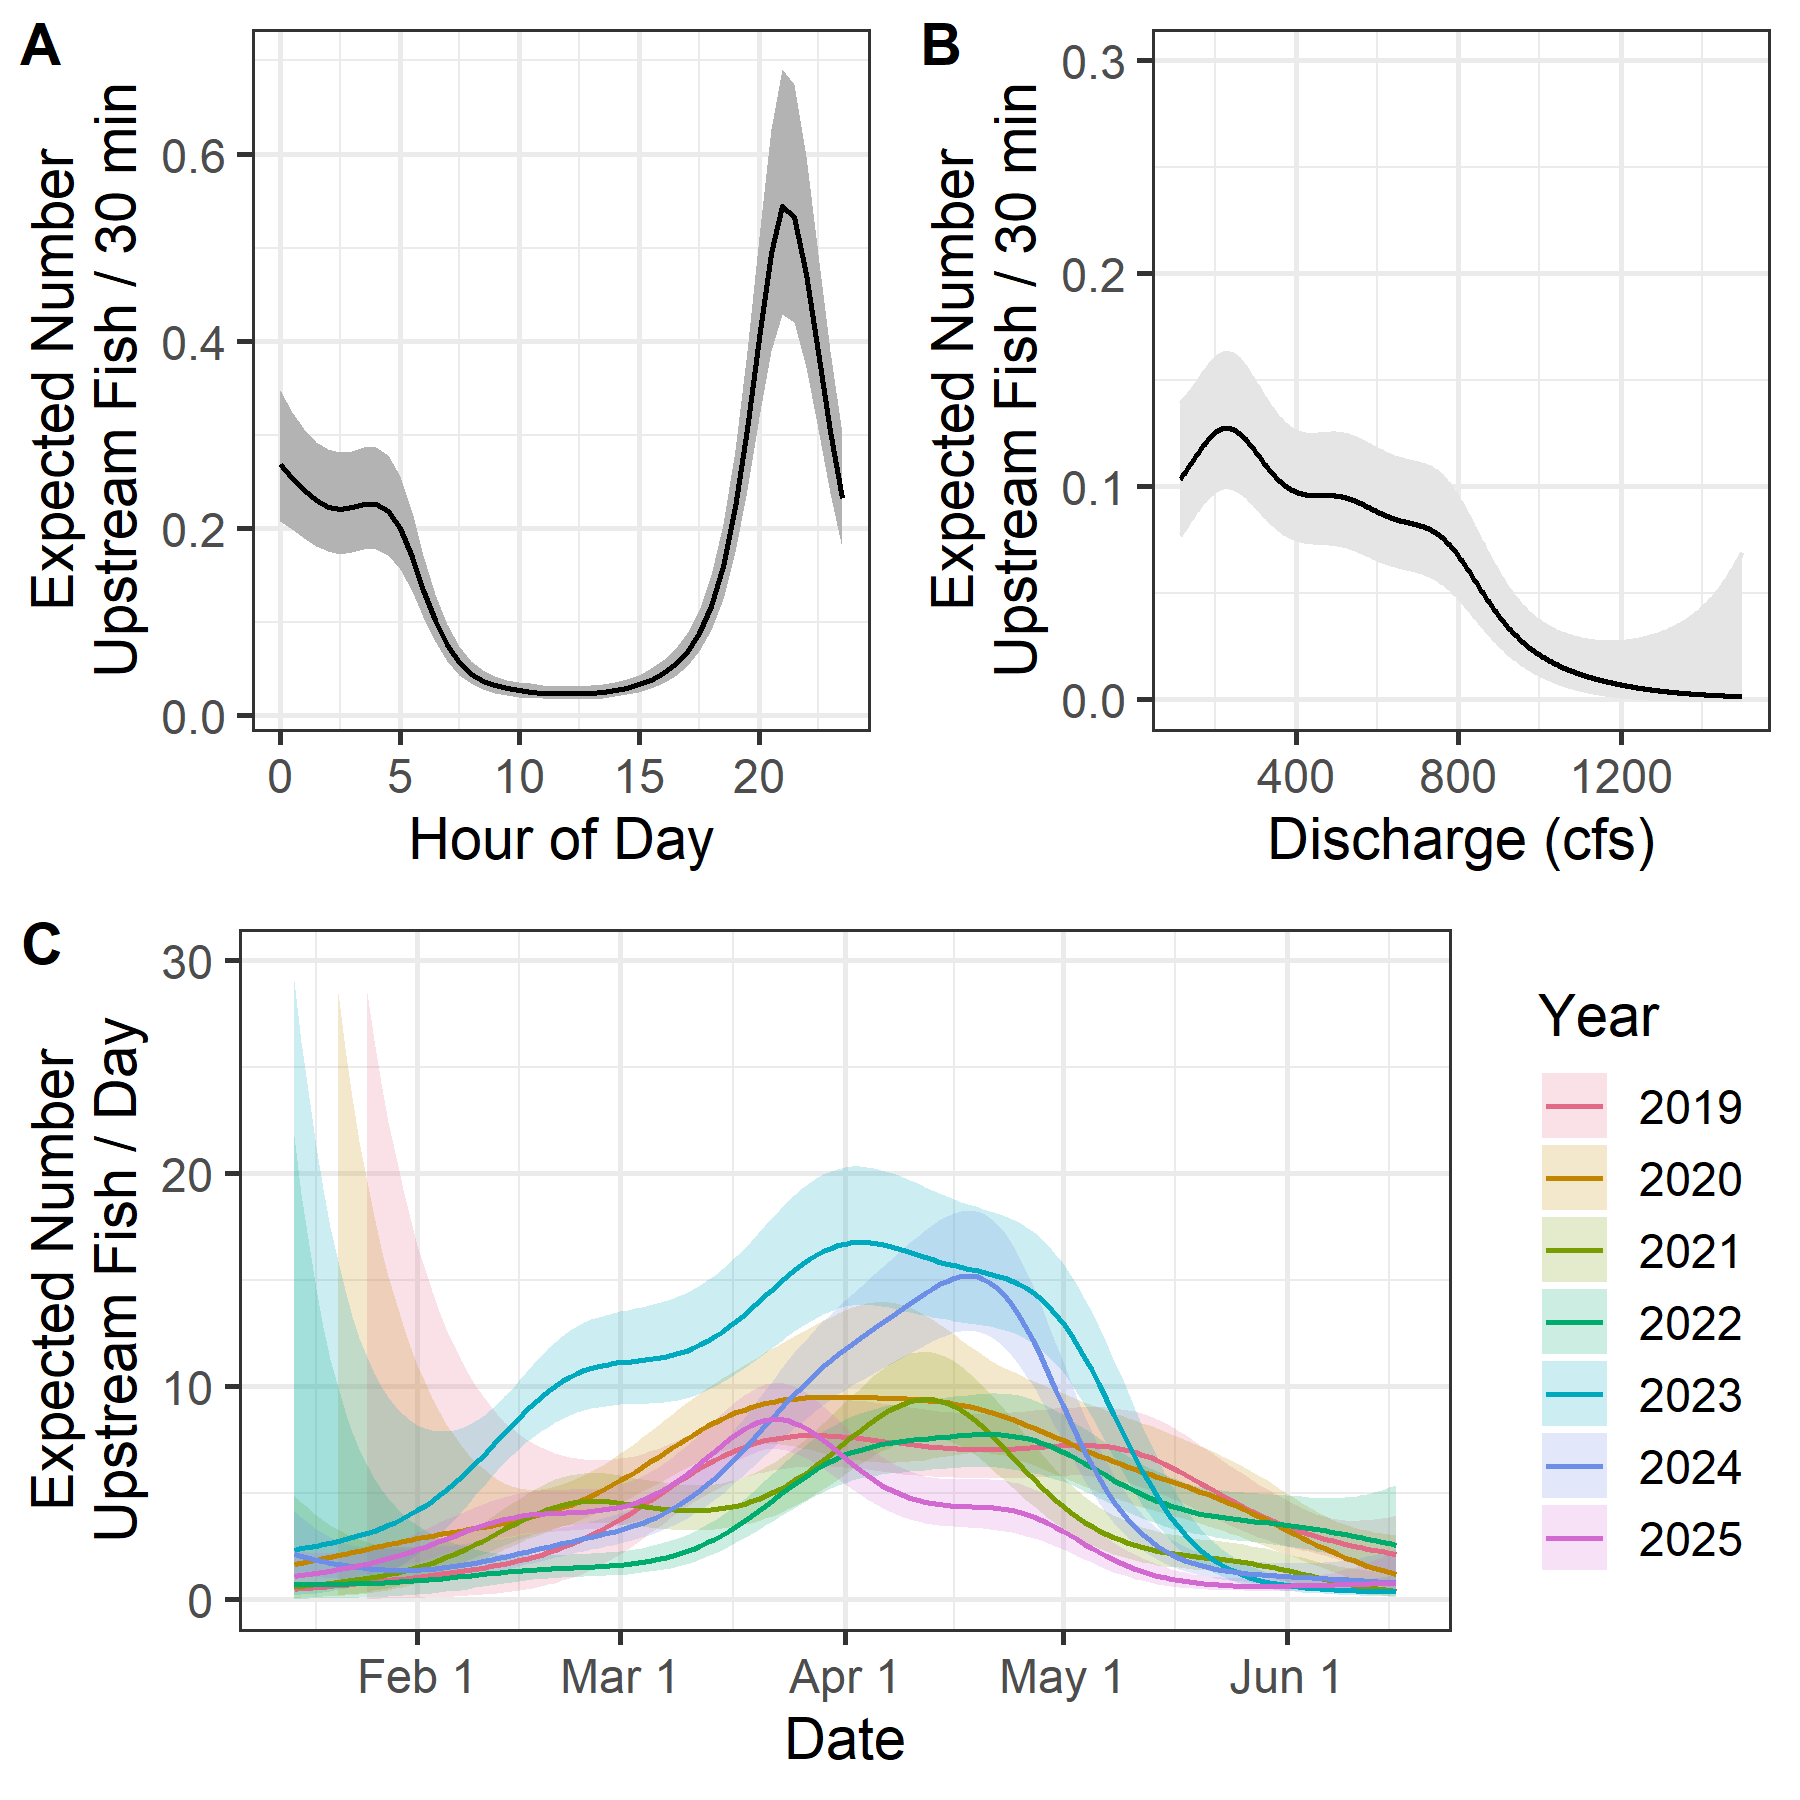 A
Expected Number
Upstream Fish / 30 min
0.6
0.4
0.2
0.0
0 5 10 15 20
Hour of Day
B
Expected Number
Upstream Fish / 30 min
0.3
0.2
0.1
0.0
400 800 1200
Discharge (cfs)
C
Expected Number
Upstream Fish / Day
30
20
10
0
Feb 1 Mar 1 Apr 1 May 1 Jun 1
Date
Year
2019
2020
2021
2022
2023
2024
2025